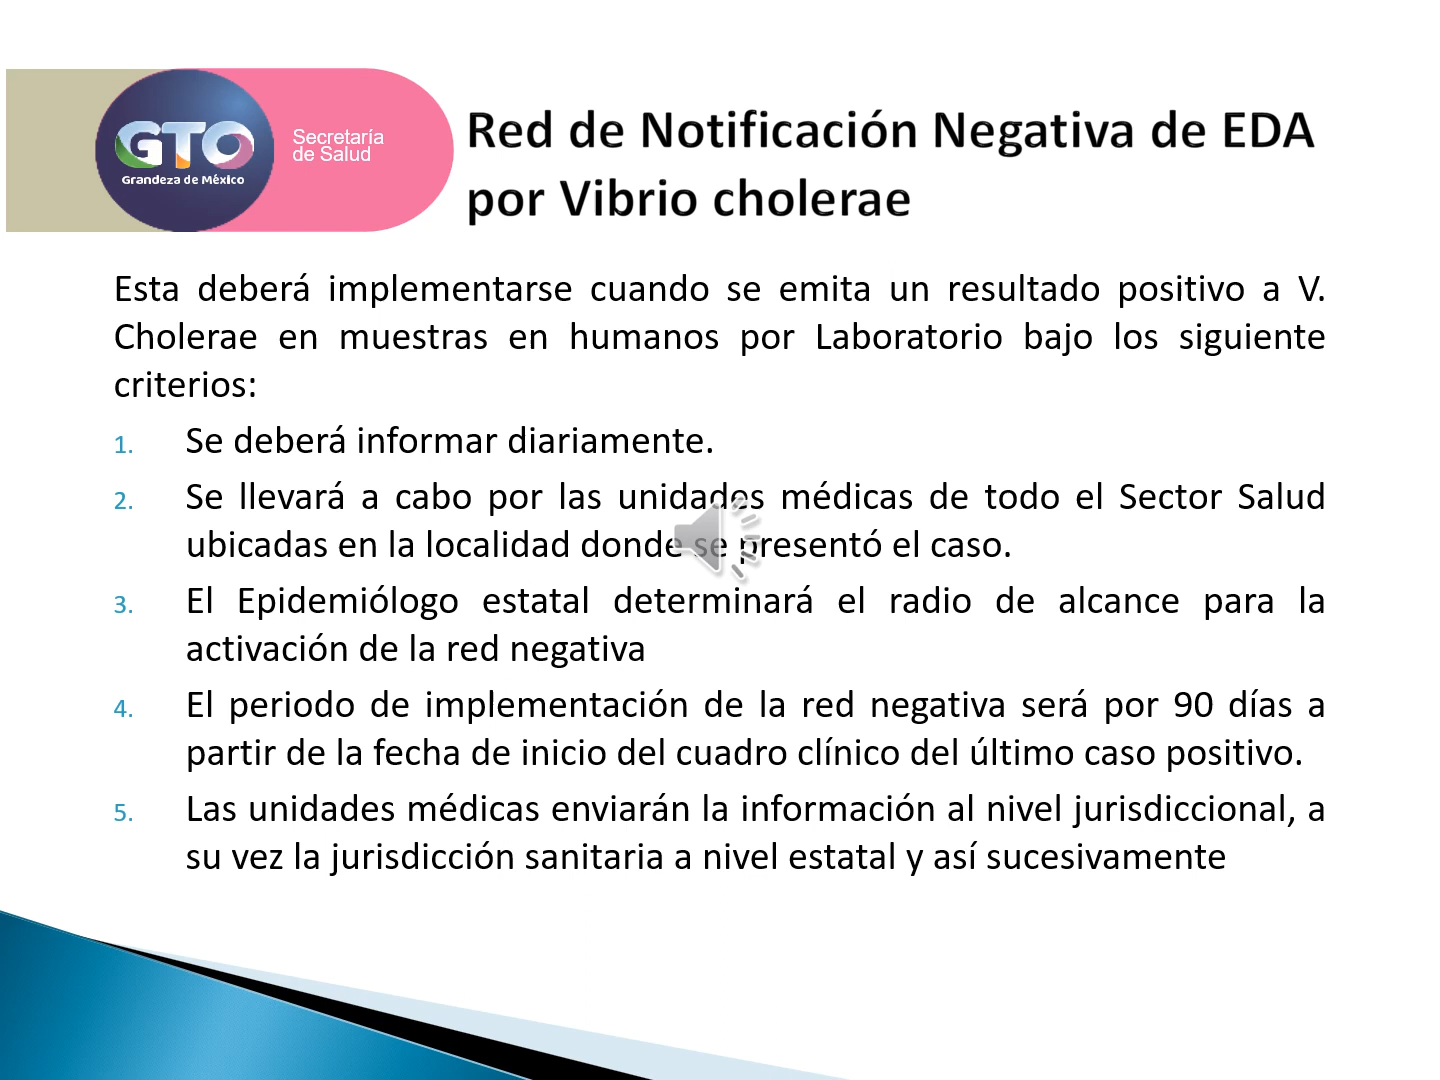 GTO
Grandeza de México
Secretaría
de Salud
Red de Notificación Negativa de EDA
por Vibrio cholerae
Esta deberá implementarse cuando se emita un resultado positivo a V.
Cholerae en muestras en humanos por Laboratorio bajo los siguiente
criterios:
1. Se deberá informar diariamente.
2. Se llevará a cabo por las unidades médicas de todo el Sector Salud
ubicadas en la localidad donde se presentó el caso.
3. El Epidemiólogo estatal determinará el radio de alcance para la
activación de la red negativa
4. El periodo de implementación de la red negativa será por 90 días a
partir de la fecha de inicio del cuadro clínico del último caso positivo.
5. Las unidades médicas enviarán la información al nivel jurisdiccional, a
su vez la jurisdicción sanitaria a nivel estatal y así sucesivamente